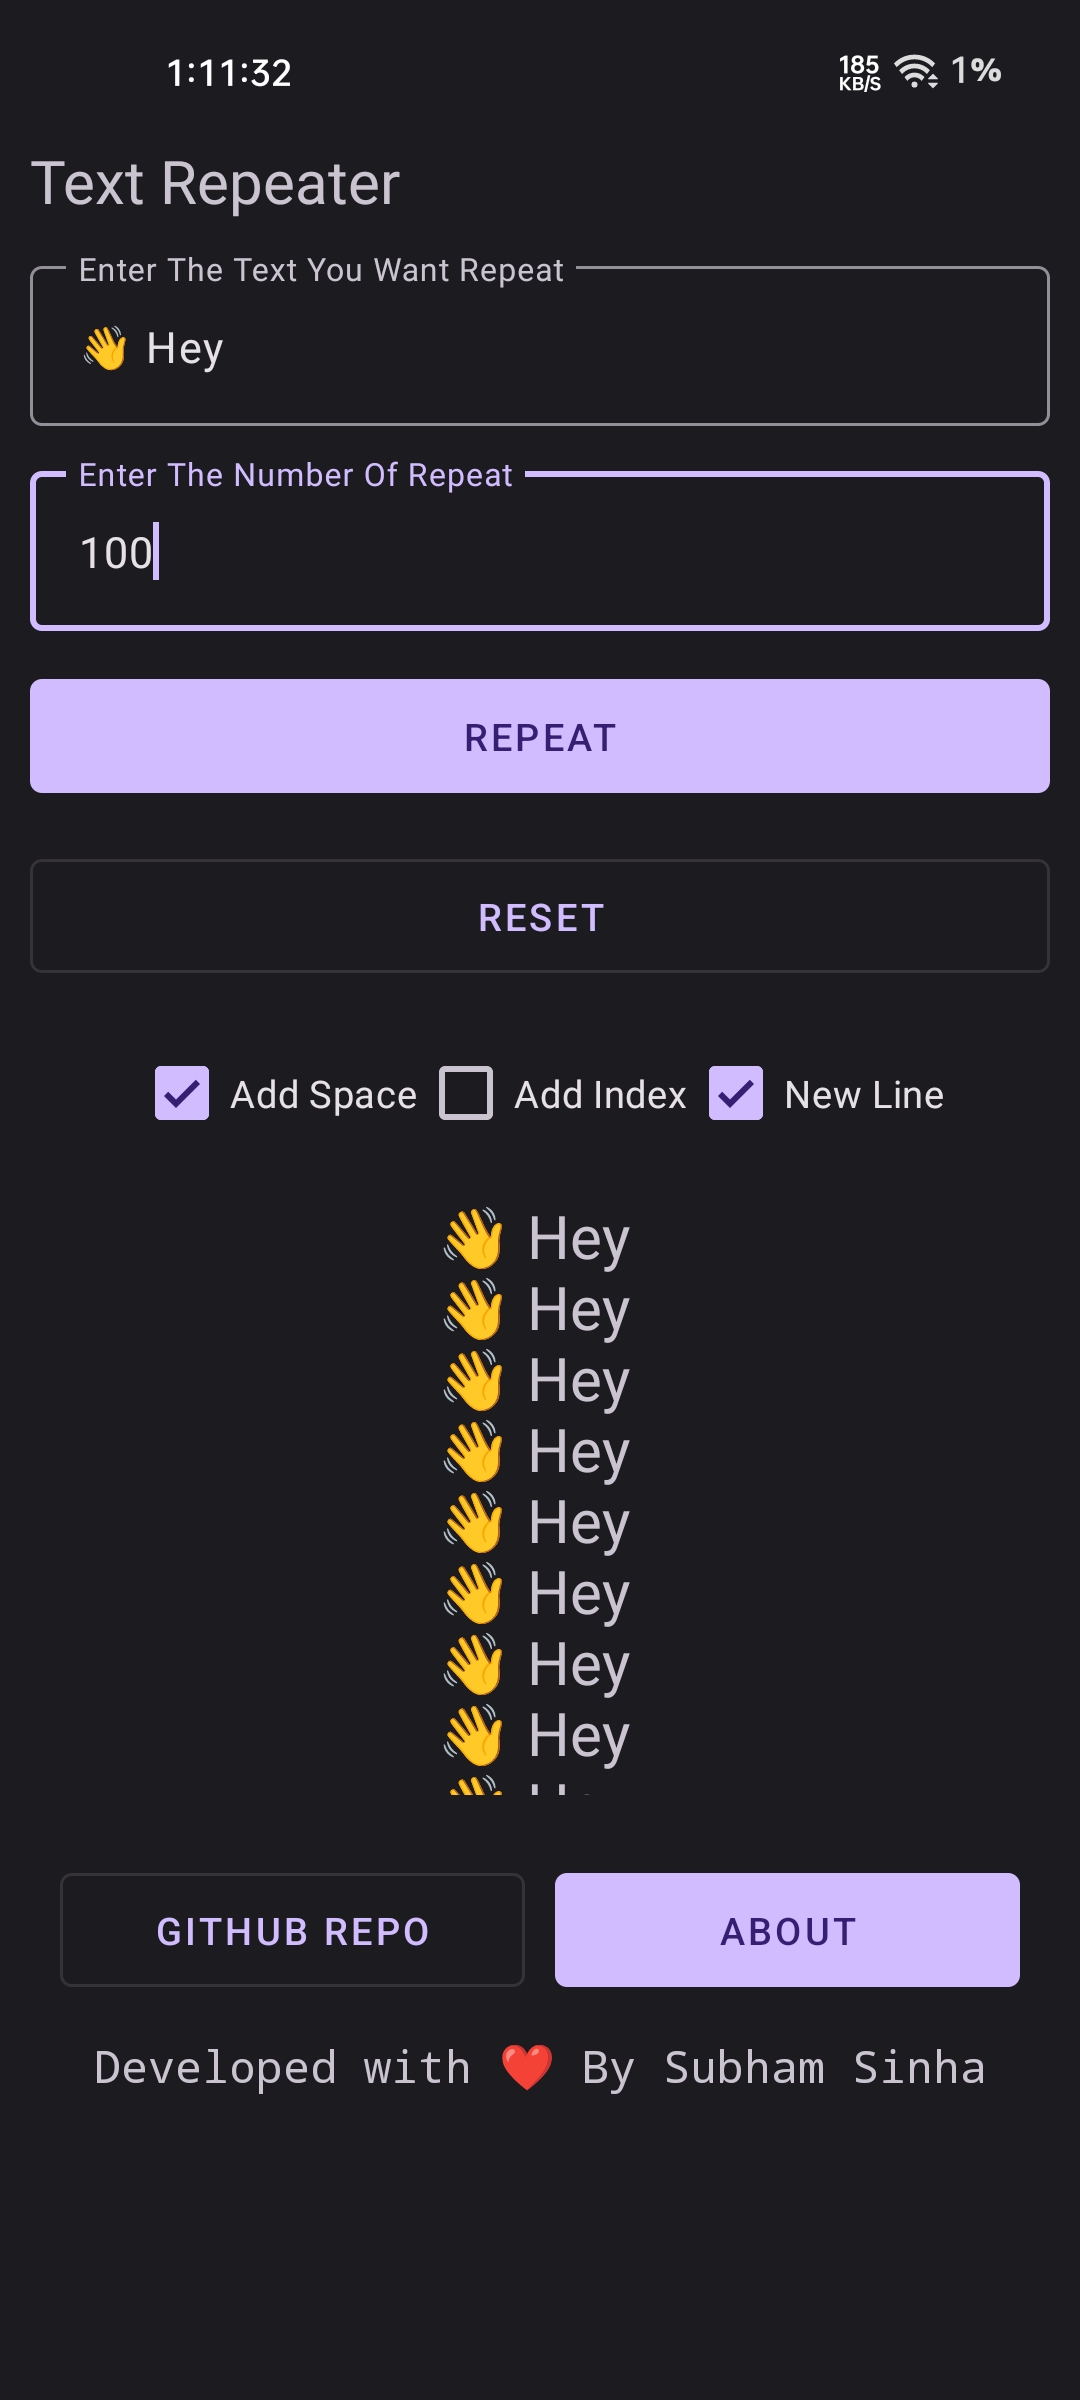 1:11:32 185 KB/S 1%
Text Repeater
Enter The Text You Want Repeat
👋 Hey
Enter The Number Of Repeat
100
REPEAT
RESET
Add Space Add Index New Line
👋 Hey
👋 Hey
👋 Hey
👋 Hey
👋 Hey
👋 Hey
👋 Hey
👋 Hey
GITHUB REPO ABOUT
Developed with ❤️ By Subham Sinha